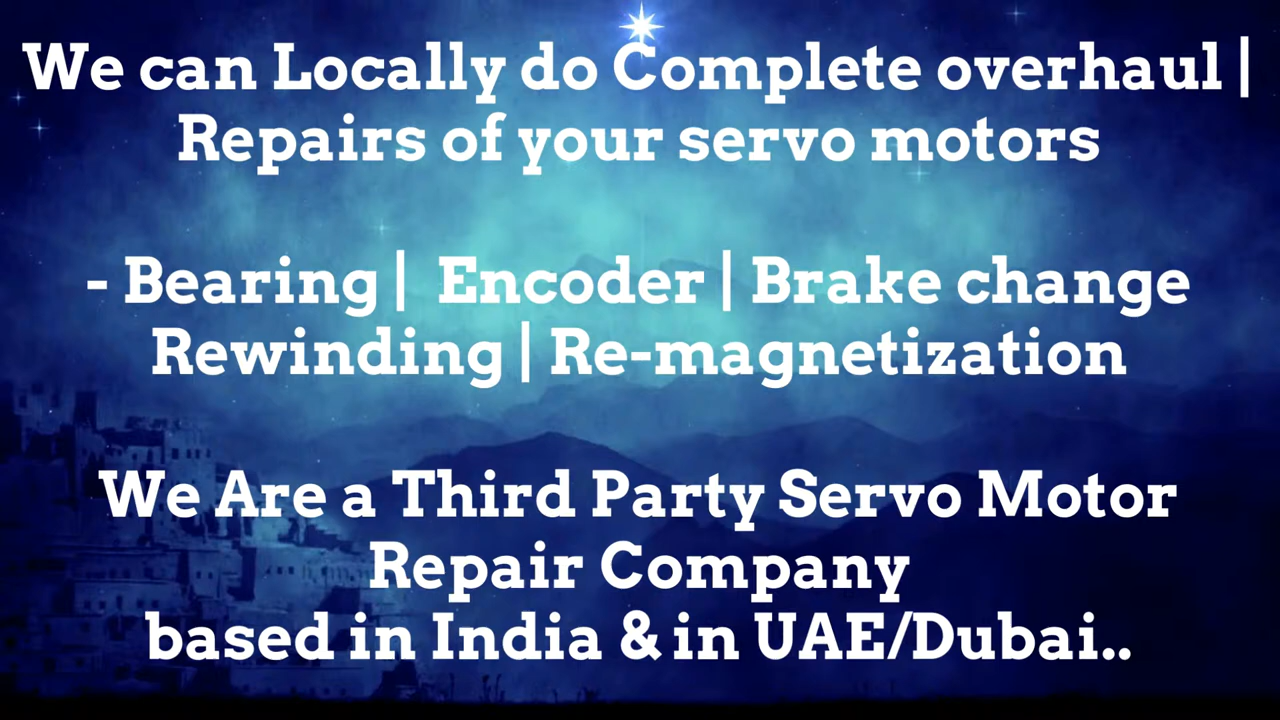 We can Locally do Complete overhaul |
Repairs of your servo motors
- Bearing | Encoder | Brake change
Rewinding | Re-magnetization
We Are a Third Party Servo Motor
Repair Company
based in India & in UAE/Dubai..